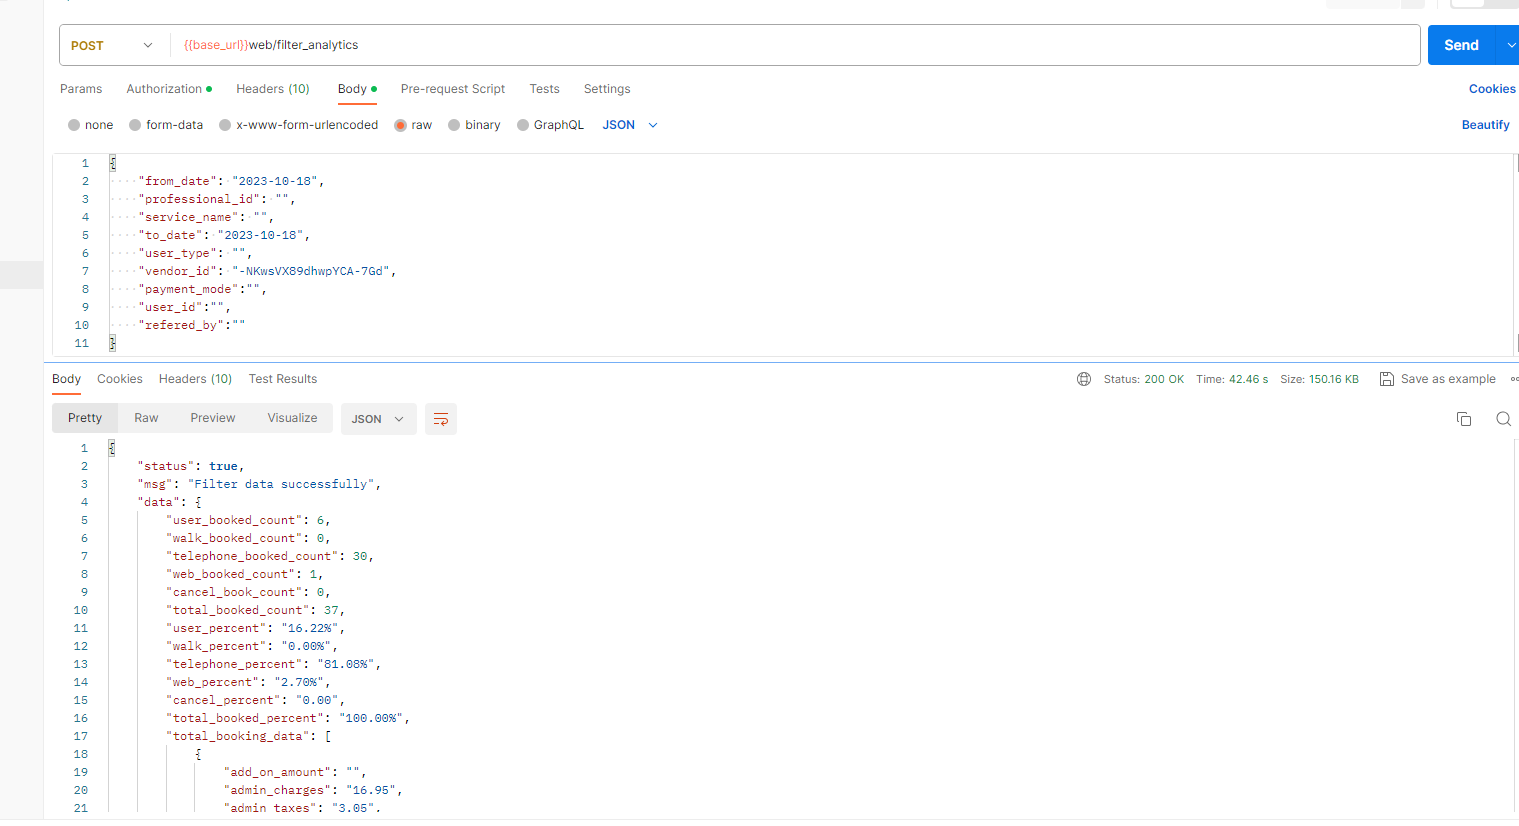 POST {{base_url}}web/filter_analytics Send
Params Authorization Headers (10) Body Pre-request Script Tests Settings Cookies
none form-data x-www-form-urlencoded raw binary GraphQL JSON Beautify
1 {
2 "from_date": "2023-10-18",
3 "professional_id": "",
4 "service_name": "",
5 "to_date": "2023-10-18",
6 "user_type": "",
7 "vendor_id": "-NKwsVX89dhwpYCA-7Gd",
8 "payment_mode":"",
9 "user_id":"",
10 "refered_by":""
11 }
Body Cookies Headers (10) Test Results Status: 200 OK Time: 42.46 s Size: 150.16 KB Save as example
Pretty Raw Preview Visualize JSON
1 {
2 "status": true,
3 "msg": "Filter data successfully",
4 "data": {
5 "user_booked_count": 6,
6 "walk_booked_count": 0,
7 "telephone_booked_count": 30,
8 "web_booked_count": 1,
9 "cancel_book_count": 0,
10 "total_booked_count": 37,
11 "user_percent": "16.22%",
12 "walk_percent": "0.00%",
13 "telephone_percent": "81.08%",
14 "web_percent": "2.70%",
15 "cancel_percent": "0.00",
16 "total_booked_percent": "100.00%",
17 "total_booking_data": [
18 {
19 "add_on_amount": "",
20 "admin_charges": "16.95",
21 "admin_taxes": "3.05",